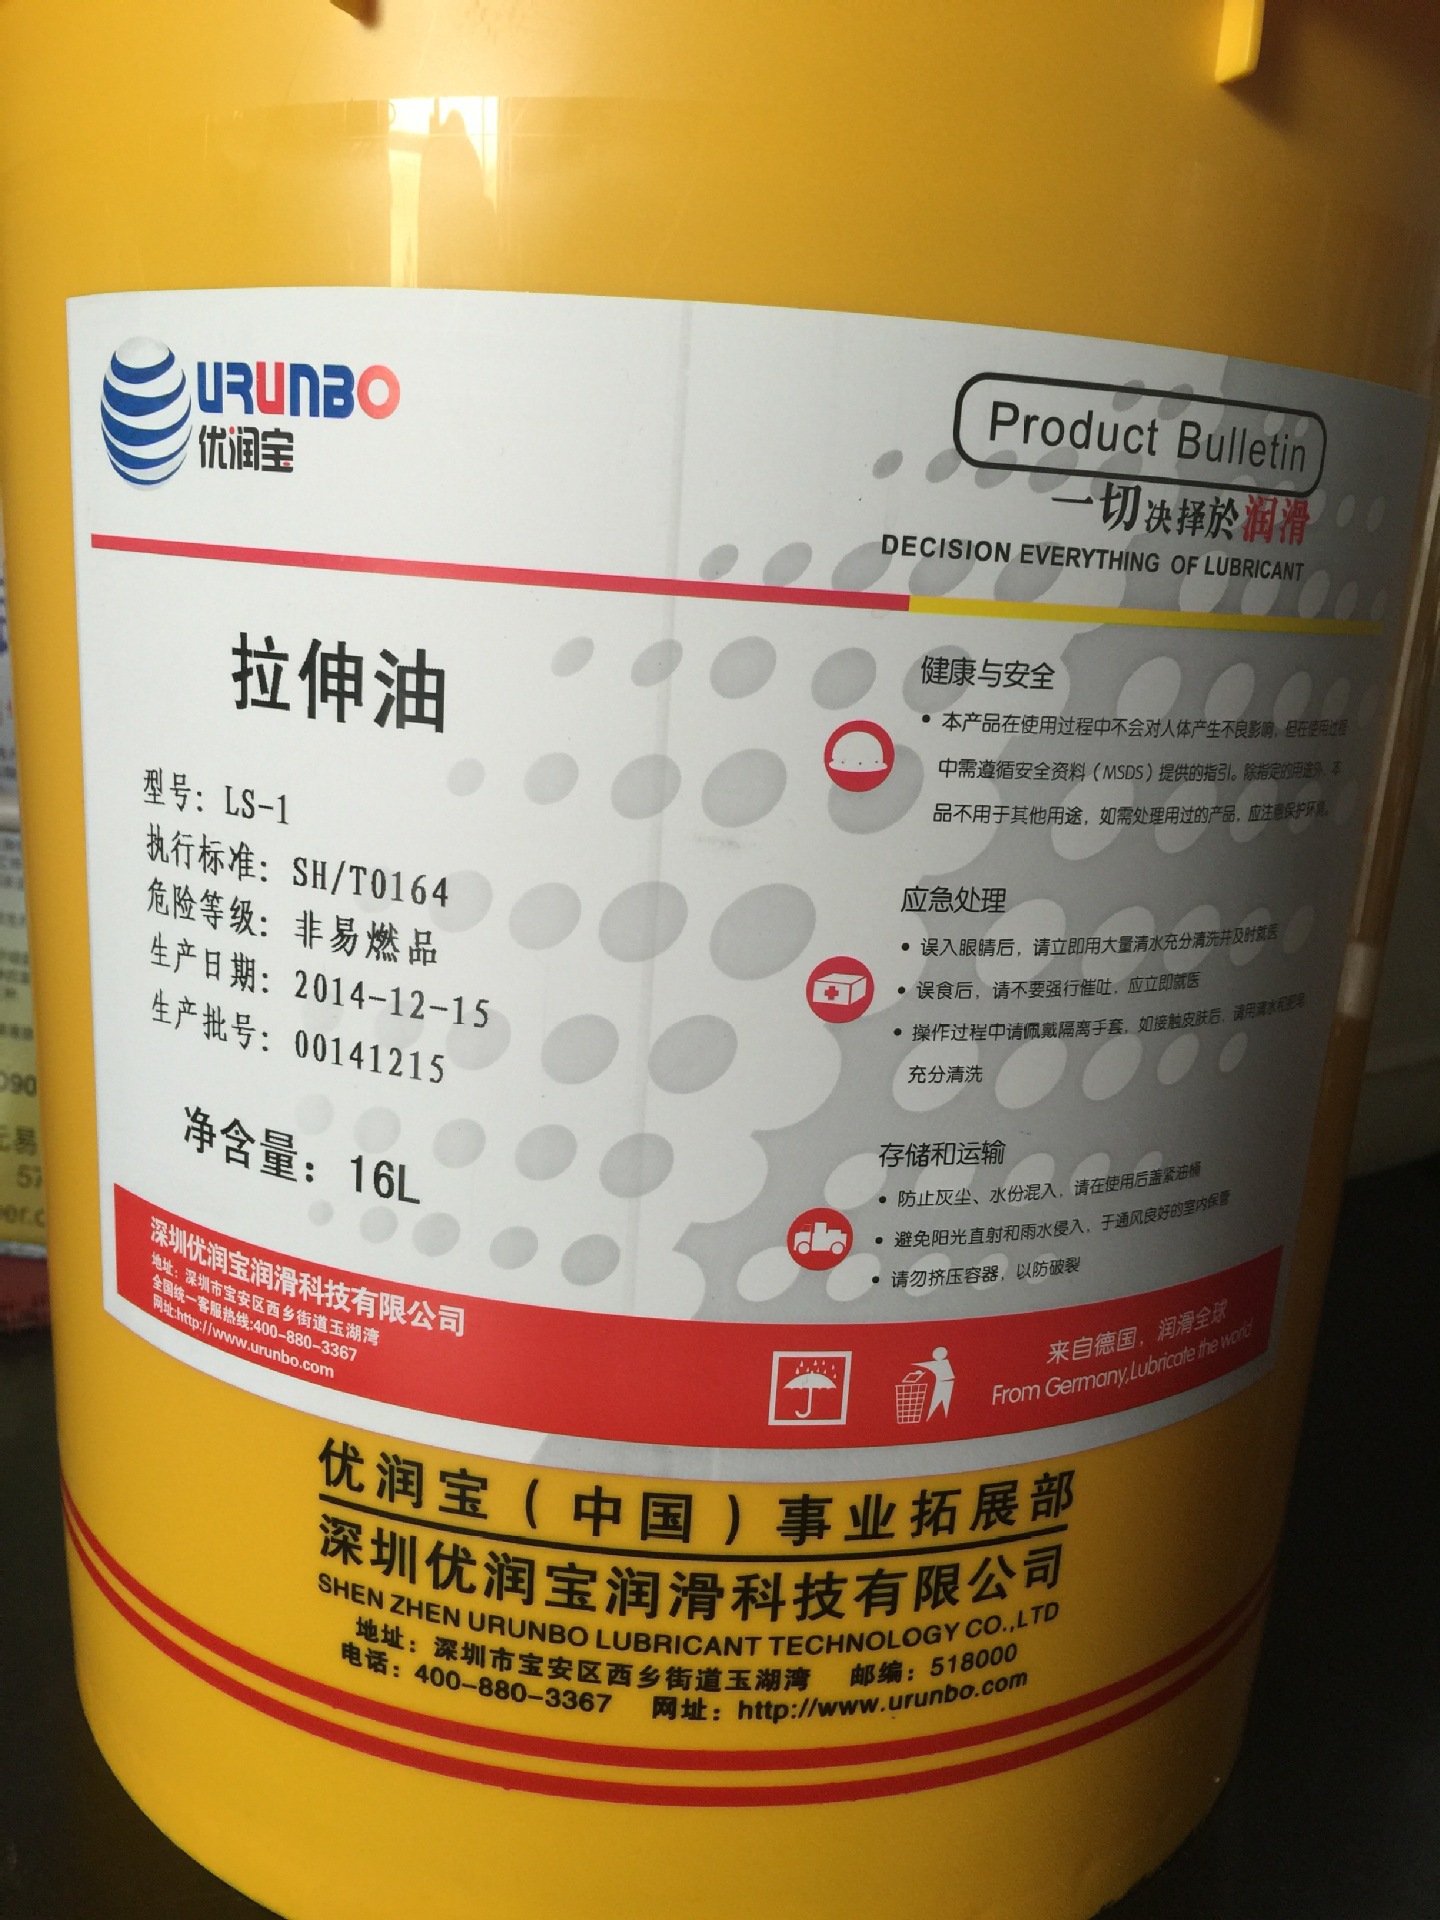 URUNBO
优润宝
Product Bulletin
一切决择於润滑
DECISION EVERYTHING OF LUBRICANT
拉伸油
型号：LS-1
执行标准：SH/T0164
危险等级：非易燃品
生产日期：2014-12-15
生产批号：00141215
净含量：16L
健康与安全
• 本产品在使用过程中不会对人体产生不良影响，但在使用过程
中需遵循安全资料（MSDS）提供的指引。除指定的用途外，本
品不用于其他用途，如需处理用过的产品，应注意保护环境。
应急处理
• 误入眼睛后，请立即用大量清水充分清洗并及时就医
• 误食后，请不要强行催吐，应立即就医
• 操作过程中请佩戴隔离手套，如接触皮肤后，请用清水和肥皂
充分清洗
存储和运输
• 防止灰尘、水份混入，请在使用后盖紧油桶
• 避免阳光直射和雨水侵入，于通风良好的室内保管
• 请勿挤压容器，以防破裂
深圳优润宝润滑科技有限公司
地址：深圳市宝安区西乡街道玉湖湾
全国统一客服热线:400-880-3367
网址:http://www.urunbo.com
来自德国，润滑全球
From Germany,Lubricate the world
优润宝（中国）事业拓展部
深圳优润宝润滑科技有限公司
SHEN ZHEN URUNBO LUBRICANT TECHNOLOGY CO.,LTD
地址：深圳市宝安区西乡街道玉湖湾 邮编：518000
电话：400-880-3367 网址：http://www.urunbo.com